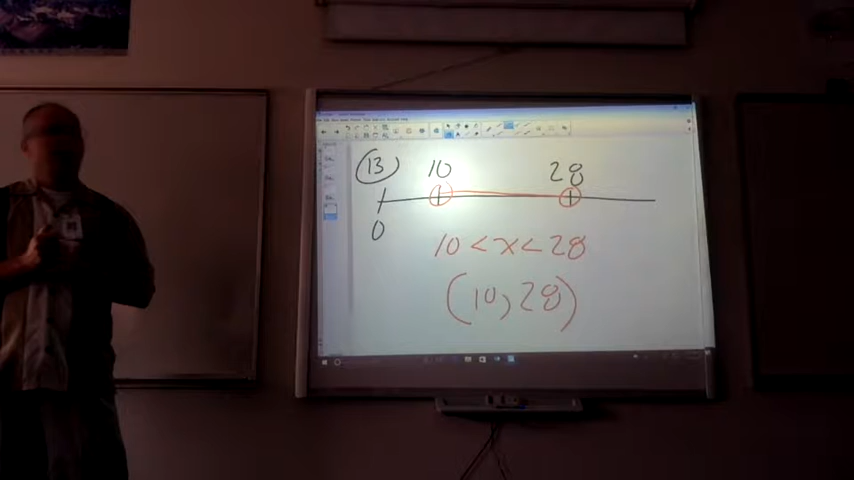 13 10 28
0
10 < x < 28
(10, 28)